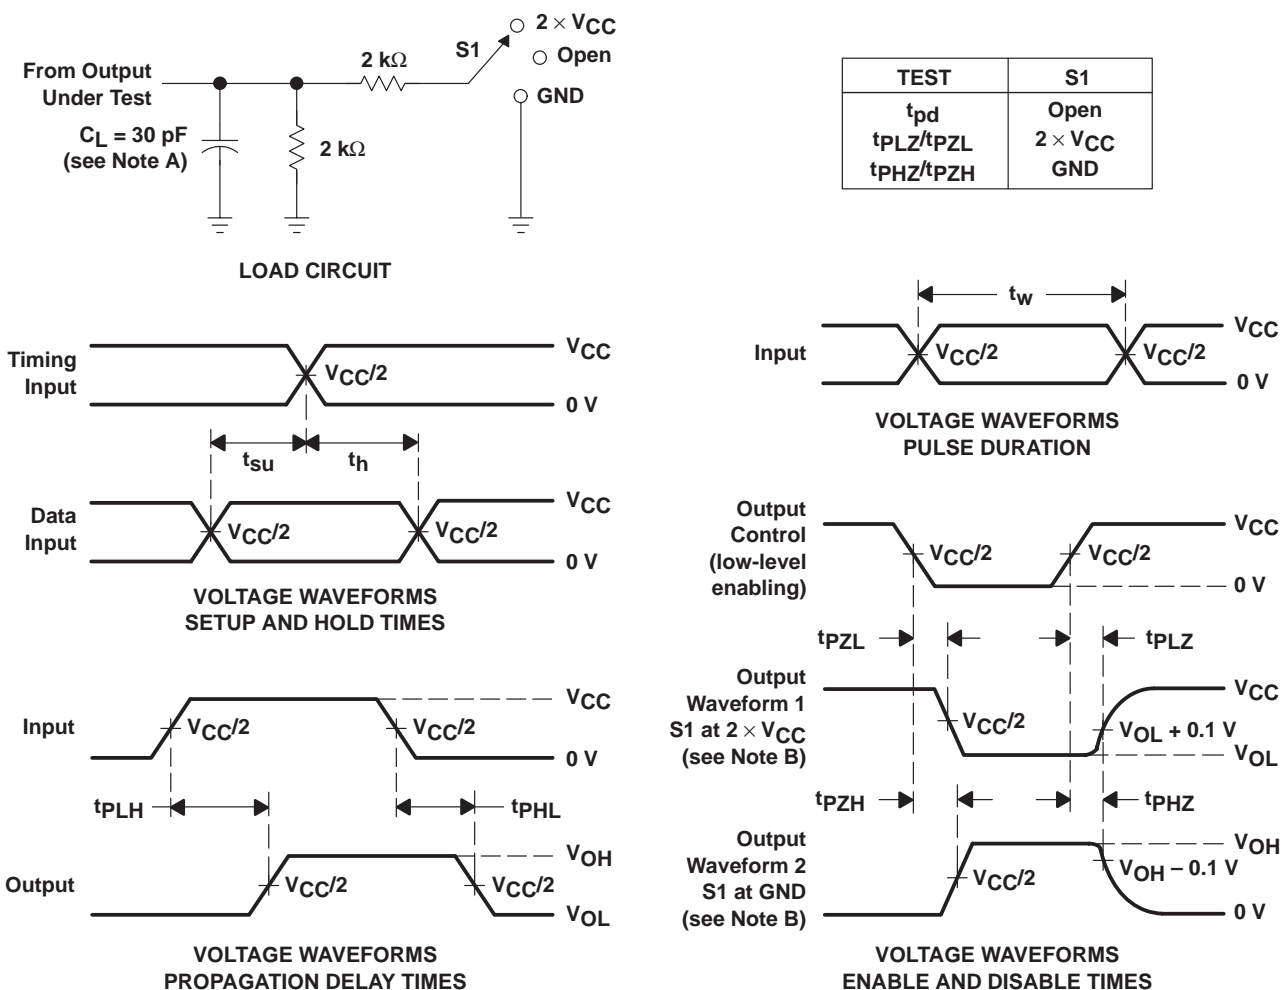 From Output
Under Test
CL = 30 pF
(see Note A)
2 kΩ
2 kΩ
S1
2 × VCC
Open
GND
LOAD CIRCUIT
TEST S1
tpd Open
tPLZ/tPZL 2 × VCC
tPHZ/tPZH GND
Timing
Input
VCC/2
VCC
0 V
tsu
th
Data
Input
VCC/2
VCC/2
VCC
0 V
VOLTAGE WAVEFORMS
SETUP AND HOLD TIMES
tw
Input
VCC/2
VCC/2
VCC
0 V
VOLTAGE WAVEFORMS
PULSE DURATION
Input
VCC/2
VCC/2
VCC
0 V
tPLH
tPHL
Output
VCC/2
VCC/2
VOH
VOL
VOLTAGE WAVEFORMS
PROPAGATION DELAY TIMES
Output
Control
(low-level
enabling)
VCC/2
VCC/2
VCC
0 V
tPZL
tPLZ
Output
Waveform 1
S1 at 2 × VCC
(see Note B)
VCC/2
VCC
VOL + 0.1 V
VOL
tPZH
tPHZ
Output
Waveform 2
S1 at GND
(see Note B)
VCC/2
VOH
VOH − 0.1 V
0 V
VOLTAGE WAVEFORMS
ENABLE AND DISABLE TIMES